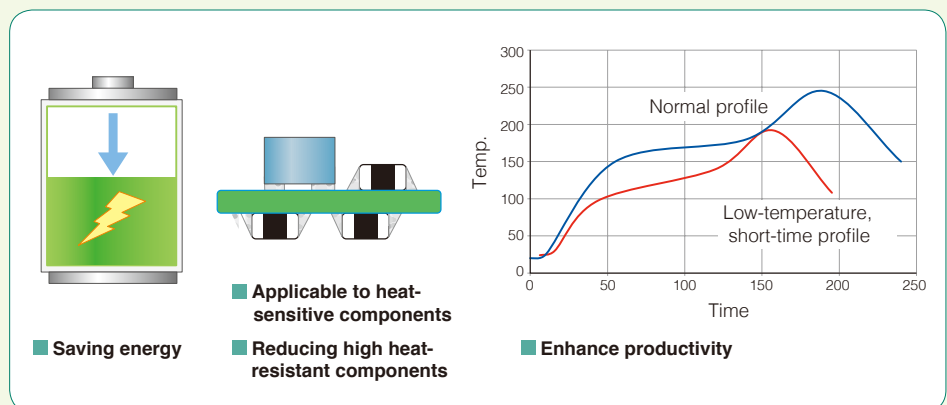 Saving energy
Applicable to heat-
sensitive components
Reducing high heat-
resistant components
300
250
200
150
100
50
0
Temp.
Normal profile
Low-temperature,
short-time profile
0 50 100 150 200 250
Time
Enhance productivity